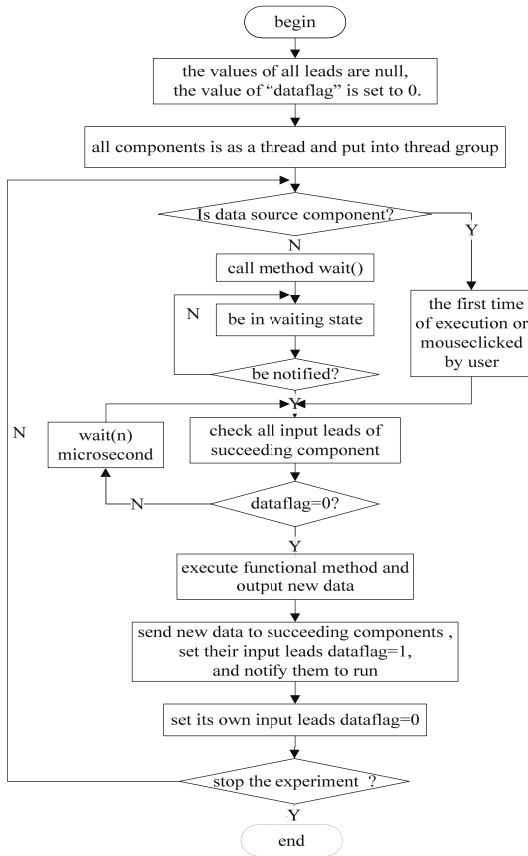 begin
the values of all leads are null,
the value of “dataflag” is set to 0.
all components is as a thread and put into thread group
Is data source component?
Y
N
call method wait()
N
be in waiting state
the first time
of execution or
mouseclicked
by user
be notified?
Y
N
wait(n)
microsecond
check all input leads of
succeeding component
N
dataflag=0?
Y
execute functional method and
output new data
send new data to succeeding components ,
set their input leads dataflag=1,
and notify them to run
set its own input leads dataflag=0
stop the experiment ?
Y
end